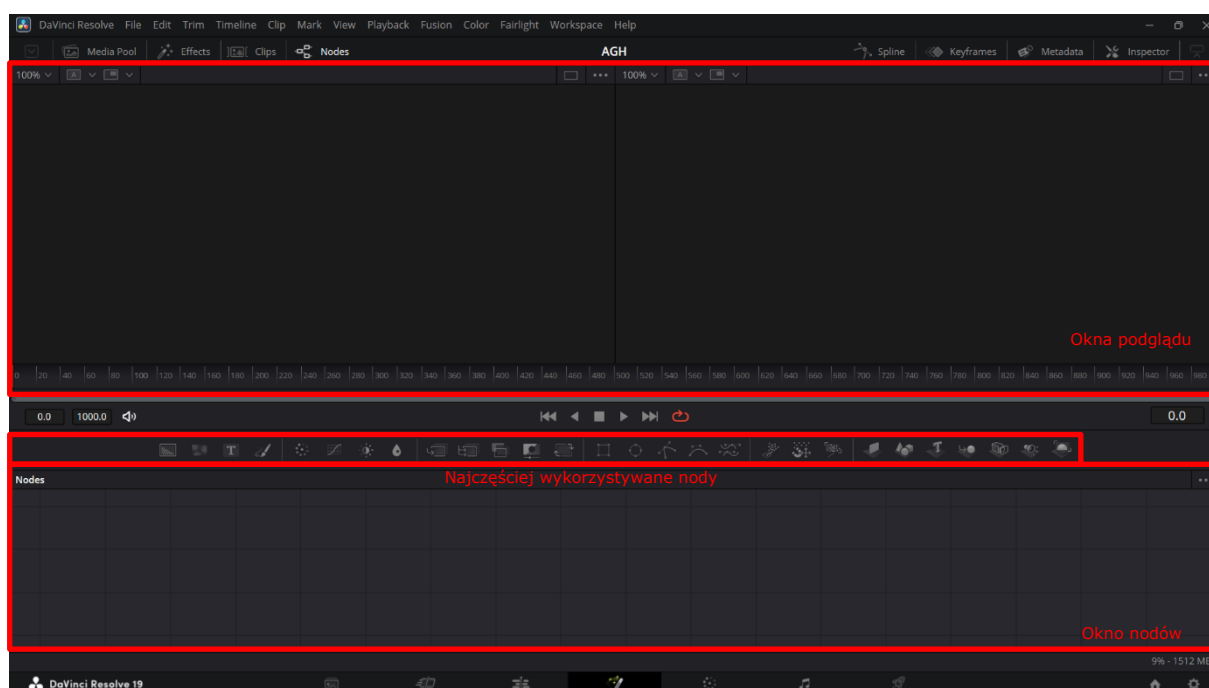 DaVinci Resolve File Edit Trim Timeline Clip Mark View Playback Fusion Color Fairlight Workspace Help
Media Pool Effects Clips Nodes AGH Spline Keyframes Metadata Inspector
100% A 100% A
Okna podglądu
0 20 40 60 80 100 120 140 160 180 200 220 240 260 280 300 320 340 360 380 400 420 440 460 480 500 520 540 560 580 600 620 640 660 680 700 720 740 760 780 800 820 840 860 880 900 920 940 960 980
0.0 1000.0 0.0
T
Nodes Najczęściej wykorzystywane nody
Okno nodów
9% - 1512 MB
DaVinci Resolve 19